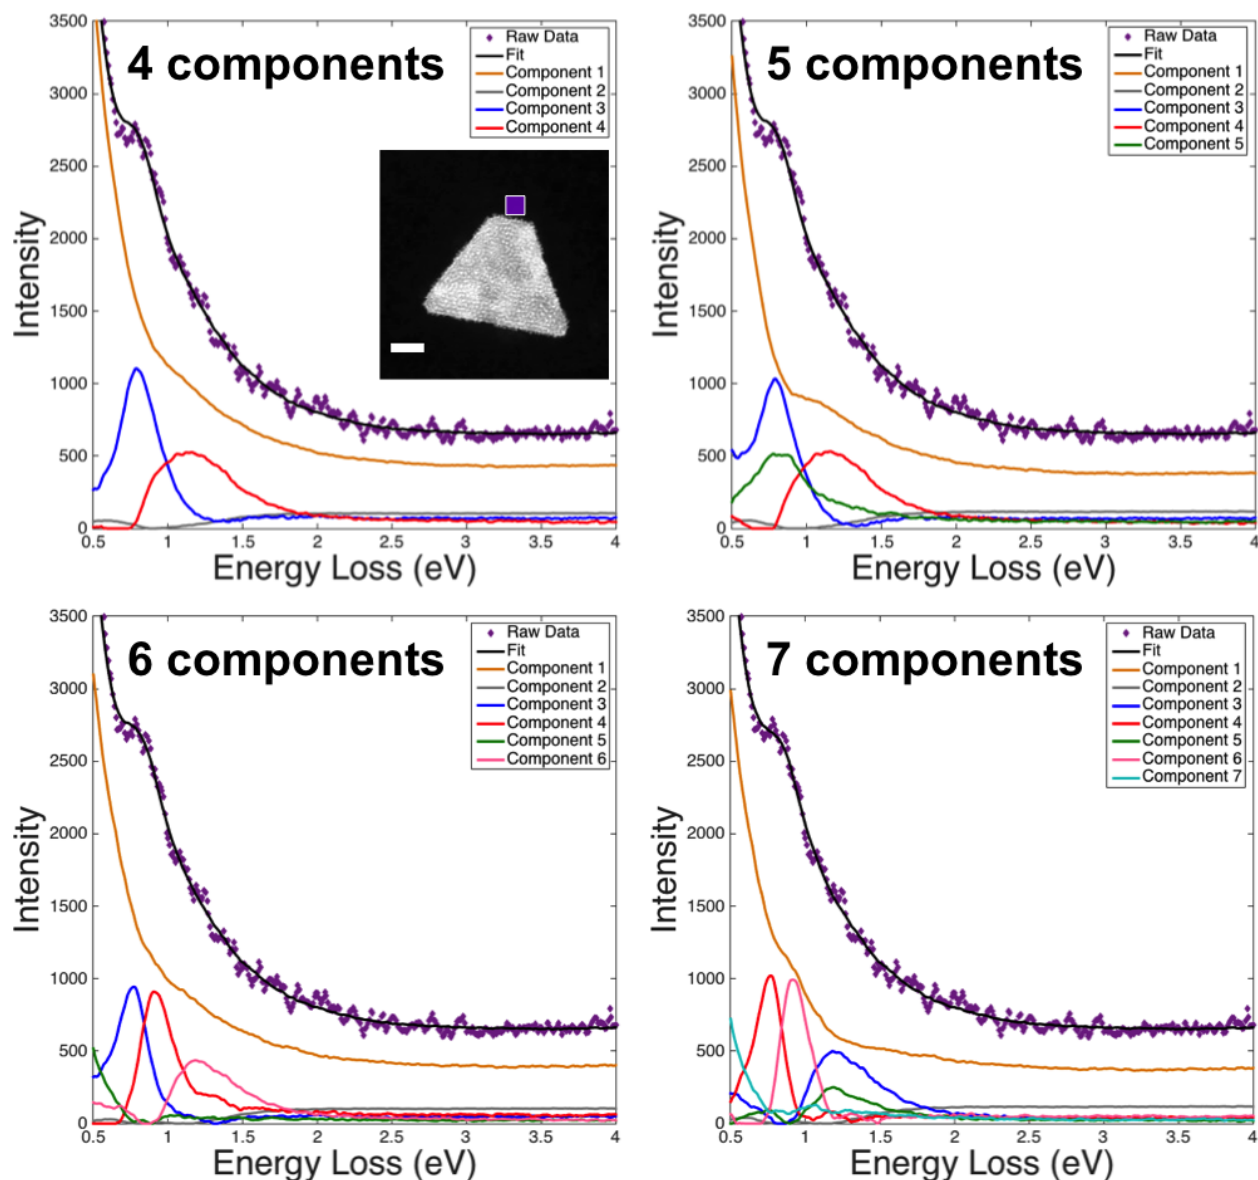 4 components
Raw Data
Fit
Component 1
Component 2
Component 3
Component 4
3500
3000
2500
2000
1500
1000
500
0
Intensity
0.5 1 1.5 2 2.5 3 3.5 4
Energy Loss (eV)
5 components
Raw Data
Fit
Component 1
Component 2
Component 3
Component 4
Component 5
3500
3000
2500
2000
1500
1000
500
0
Intensity
0.5 1 1.5 2 2.5 3 3.5 4
Energy Loss (eV)
6 components
Raw Data
Fit
Component 1
Component 2
Component 3
Component 4
Component 5
Component 6
3500
3000
2500
2000
1500
1000
500
0
Intensity
0.5 1 1.5 2 2.5 3 3.5 4
Energy Loss (eV)
7 components
Raw Data
Fit
Component 1
Component 2
Component 3
Component 4
Component 5
Component 6
Component 7
3500
3000
2500
2000
1500
1000
500
0
Intensity
0.5 1 1.5 2 2.5 3 3.5 4
Energy Loss (eV)